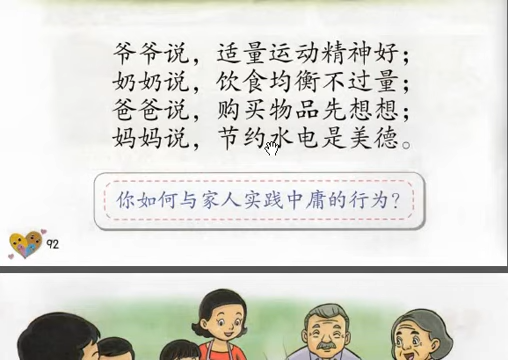 爷爷说，适量运动精神好；
奶奶说，饮食均衡不过量；
爸爸说，购买物品先想想；
妈妈说，节约水电是美德。
你如何与家人实践中庸的行为？
92